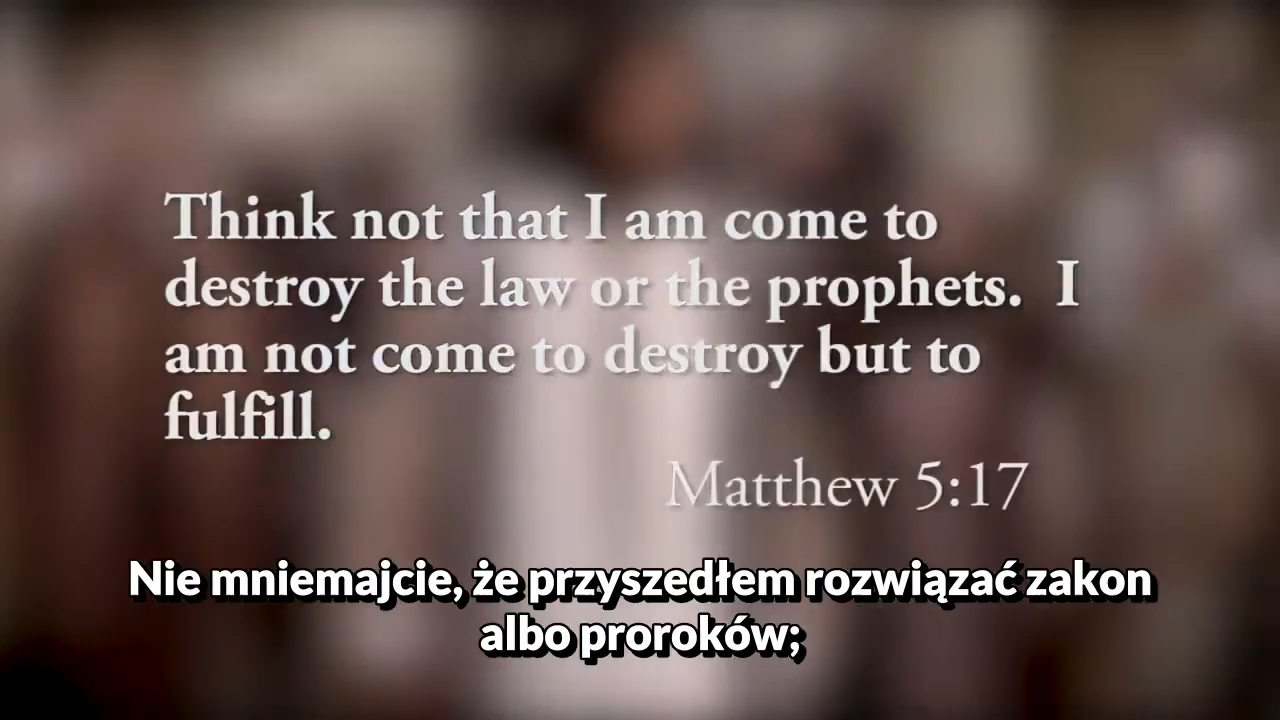 Think not that I am come to
destroy the law or the prophets.  I
am not come to destroy but to
fulfill.
Matthew 5:17
Nie mniemajcie, że przyszedłem rozwiązać zakon
albo proroków;